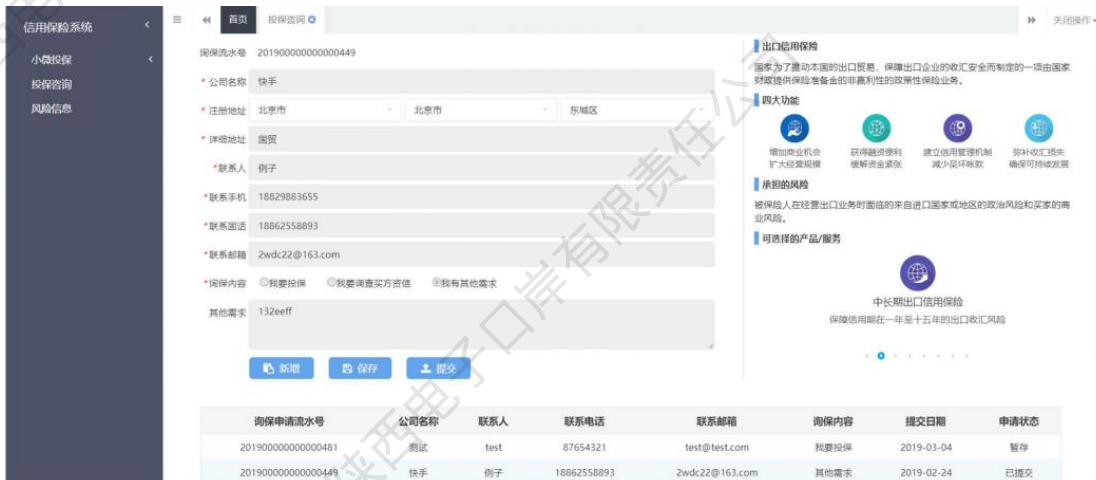 信用保险系统
小微投保
投保咨询
风险信息
首页
投保咨询
关闭操作
询保流水号 201900000000000449
* 公司名称 快手
* 注册地址 北京市 北京市 东城区
* 详细地址 国贸
*联系人 例子
*联系手机 18829883655
*联系固话 18862558893
*联系邮箱 2wdc22@163.com
*询保内容 我要投保 我要调查买方资信 我有其他需求
其他需求 132eeff
新增 保存 提交
出口信用保险
国家为了推动本国的出口贸易，保障出口企业的收汇安全而制定的一项由国家
财政提供保险准备金的非赢利性的政策性保险业务。
四大功能
增加商业机会 获得融资便利 建立信用管理机制 弥补收汇损失
扩大经营规模 缓解资金紧张 减少呆坏帐款 确保可持续发展
承担的风险
被保险人在经营出口业务时面临的来自进口国家或地区的政治风险和买家的商
业风险。
可选择的产品/服务
中长期出口信用保险
保障信用期在一年至十五年的出口收汇风险
询保申请流水号 公司名称 联系人 联系电话 联系邮箱 询保内容 提交日期 申请状态
201900000000000481 测试 test 87654321 test@test.com 我要投保 2019-03-04 暂存
201900000000000449 快手 例子 18862558893 2wdc22@163.com 其他需求 2019-02-24 已提交
陕西电子口岸有限责任公司